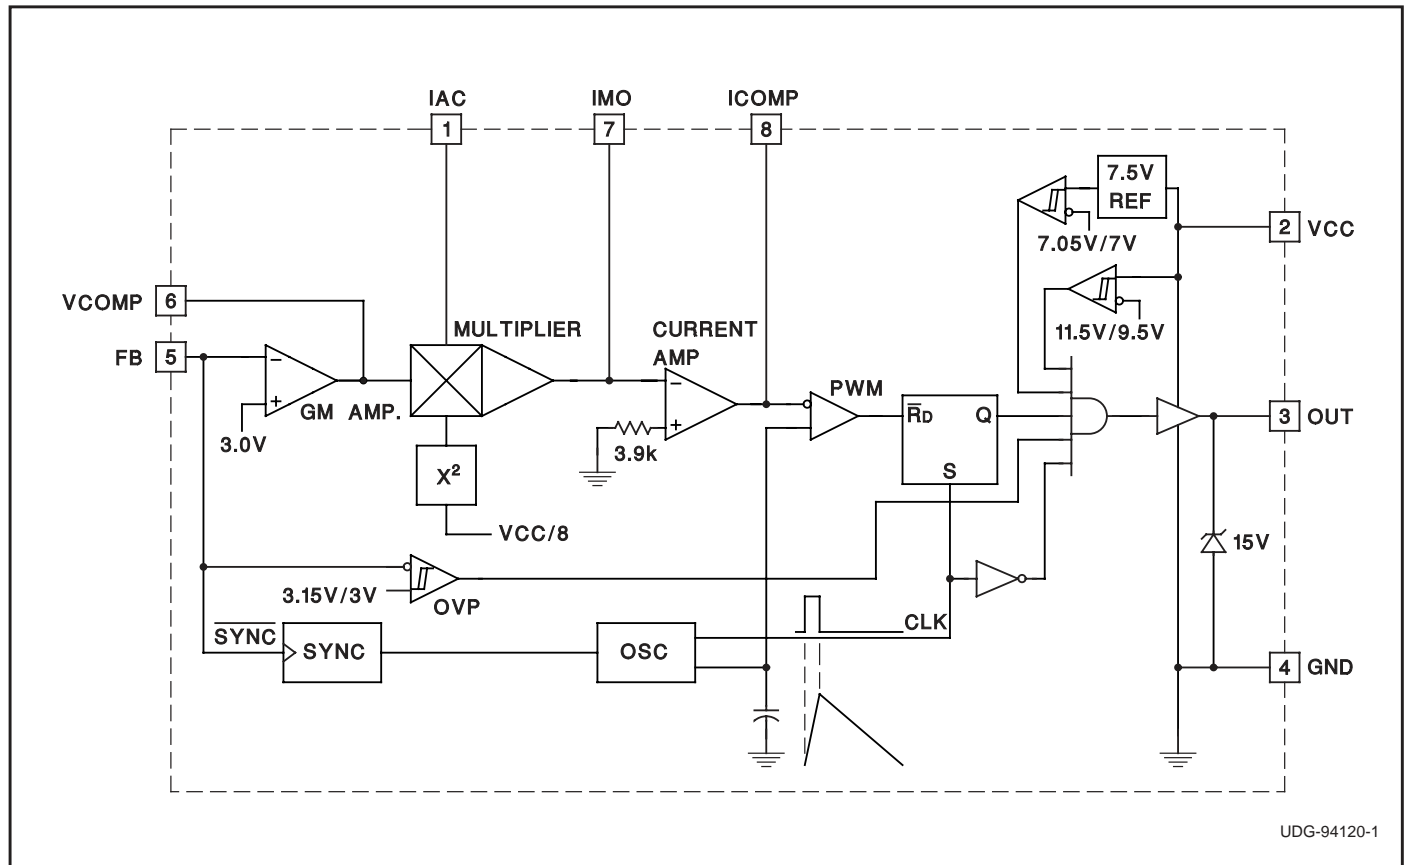 IAC
IMO
ICOMP
1
7
8
7.5V
REF
2
VCC
7.05V/7V
VCOMP
6
11.5V/9.5V
MULTIPLIER
CURRENT
AMP
FB
5
−
+
GM AMP.
3.0V
−
+
3.9k
PWM
R̅D
Q
S
3
OUT
X²
VCC/8
15V
3.15V/3V
OVP
S̅Y̅N̅C̅
SYNC
OSC
CLK
4
GND
UDG-94120-1